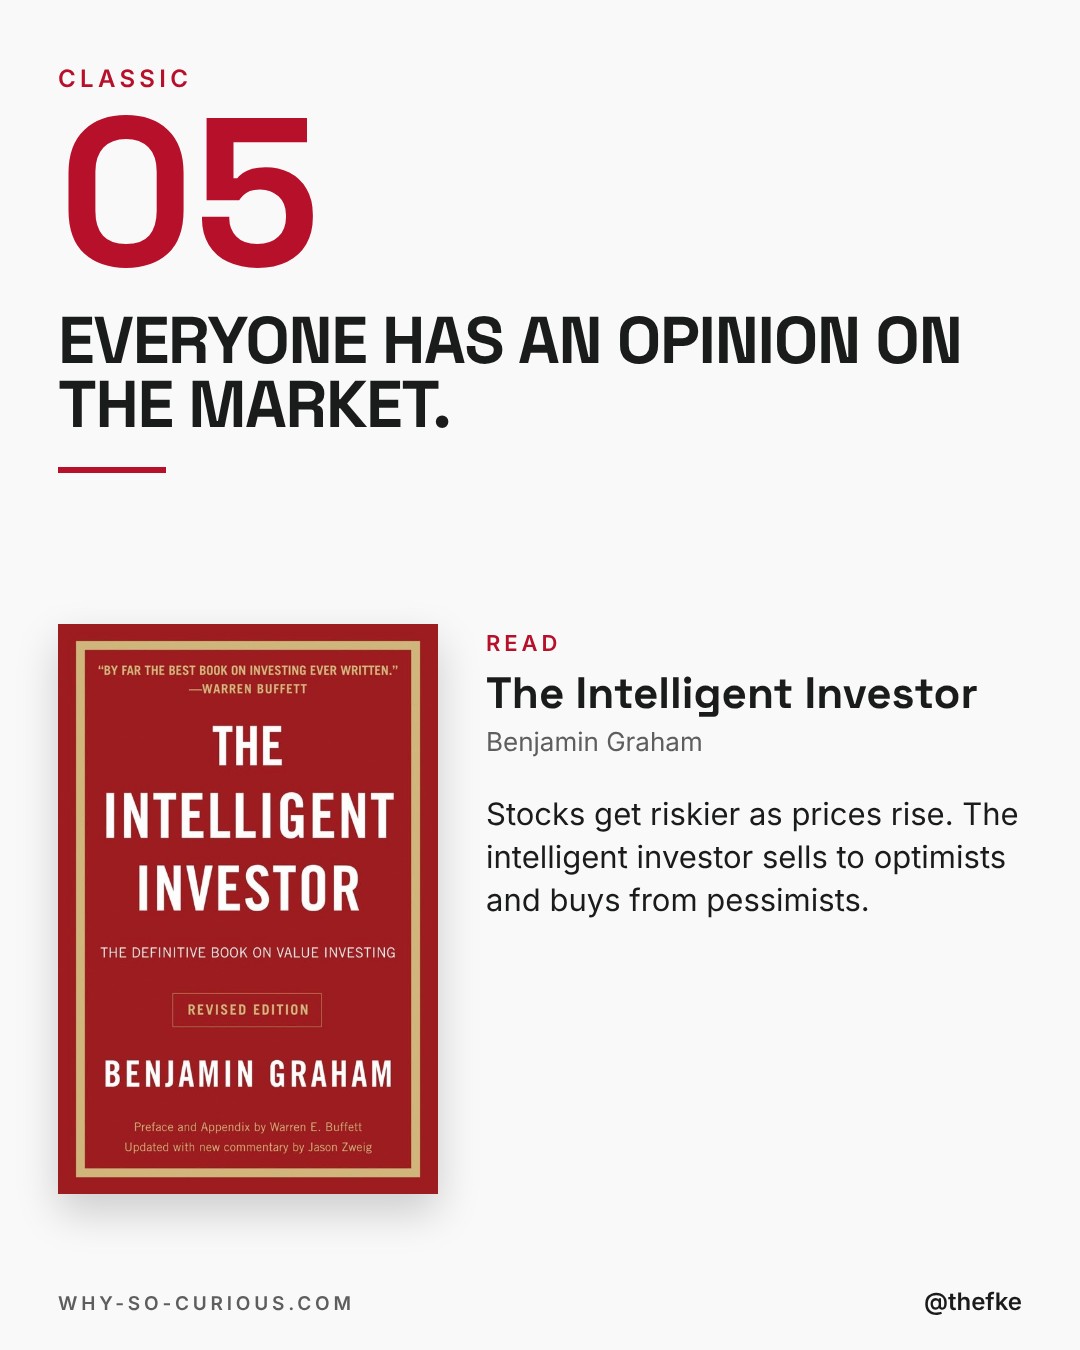 CLASSIC
05
EVERYONE HAS AN OPINION ON
THE MARKET.
“BY FAR THE BEST BOOK ON INVESTING EVER WRITTEN.”
—WARREN BUFFETT
THE
INTELLIGENT
INVESTOR
THE DEFINITIVE BOOK ON VALUE INVESTING
REVISED EDITION
BENJAMIN GRAHAM
Preface and Appendix by Warren E. Buffett
Updated with new commentary by Jason Zweig
READ
The Intelligent Investor
Benjamin Graham
Stocks get riskier as prices rise. The
intelligent investor sells to optimists
and buys from pessimists.
WHY-SO-CURIOUS.COM
@thefke